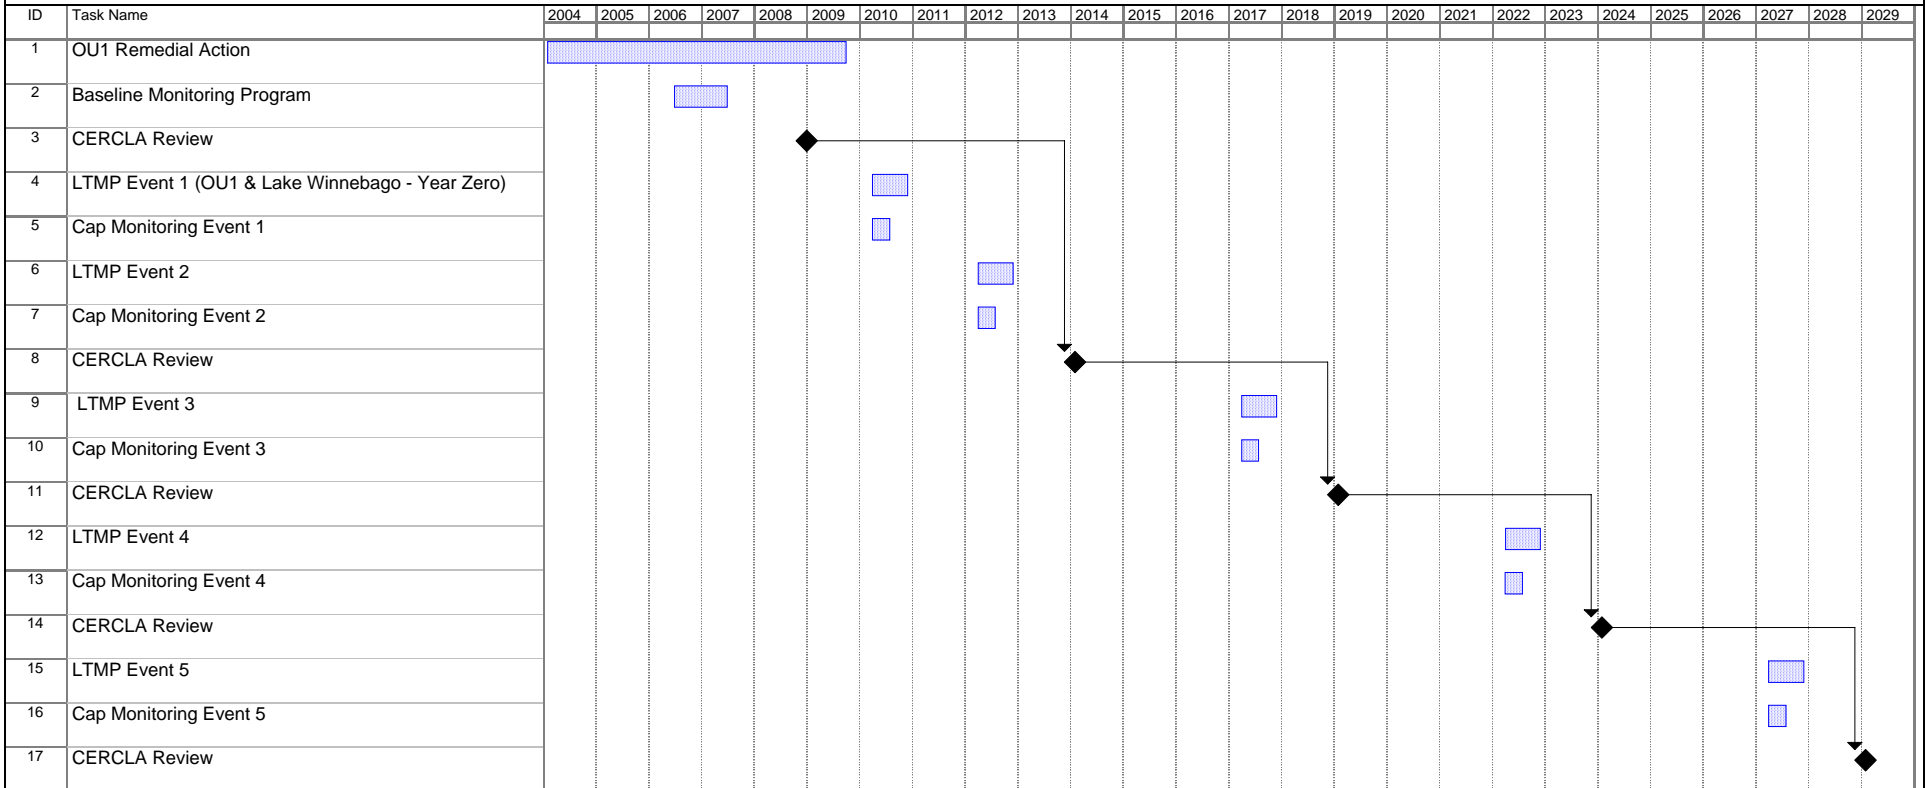 ID Task Name 2004 2005 2006 2007 2008 2009 2010 2011 2012 2013 2014 2015 2016 2017 2018 2019 2020 2021 2022 2023 2024 2025 2026 2027 2028 2029
1 OU1 Remedial Action
2 Baseline Monitoring Program
3 CERCLA Review
4 LTMP Event 1 (OU1 & Lake Winnebago - Year Zero)
5 Cap Monitoring Event 1
6 LTMP Event 2
7 Cap Monitoring Event 2
8 CERCLA Review
9 LTMP Event 3
10 Cap Monitoring Event 3
11 CERCLA Review
12 LTMP Event 4
13 Cap Monitoring Event 4
14 CERCLA Review
15 LTMP Event 5
16 Cap Monitoring Event 5
17 CERCLA Review